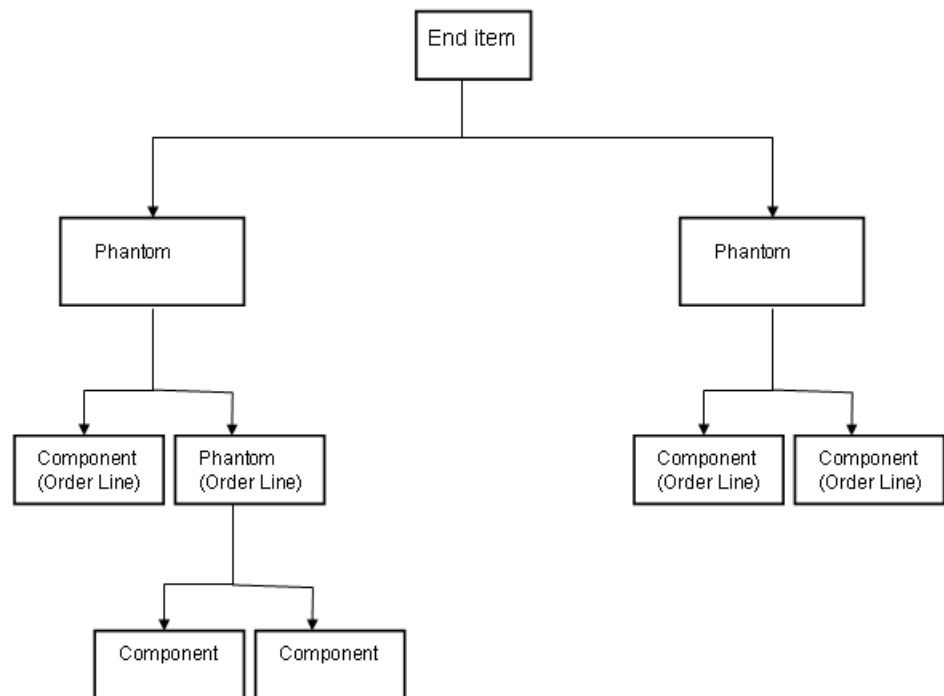 End item
Phantom
Phantom
Component
(Order Line)
Phantom
(Order Line)
Component
(Order Line)
Component
(Order Line)
Component
Component